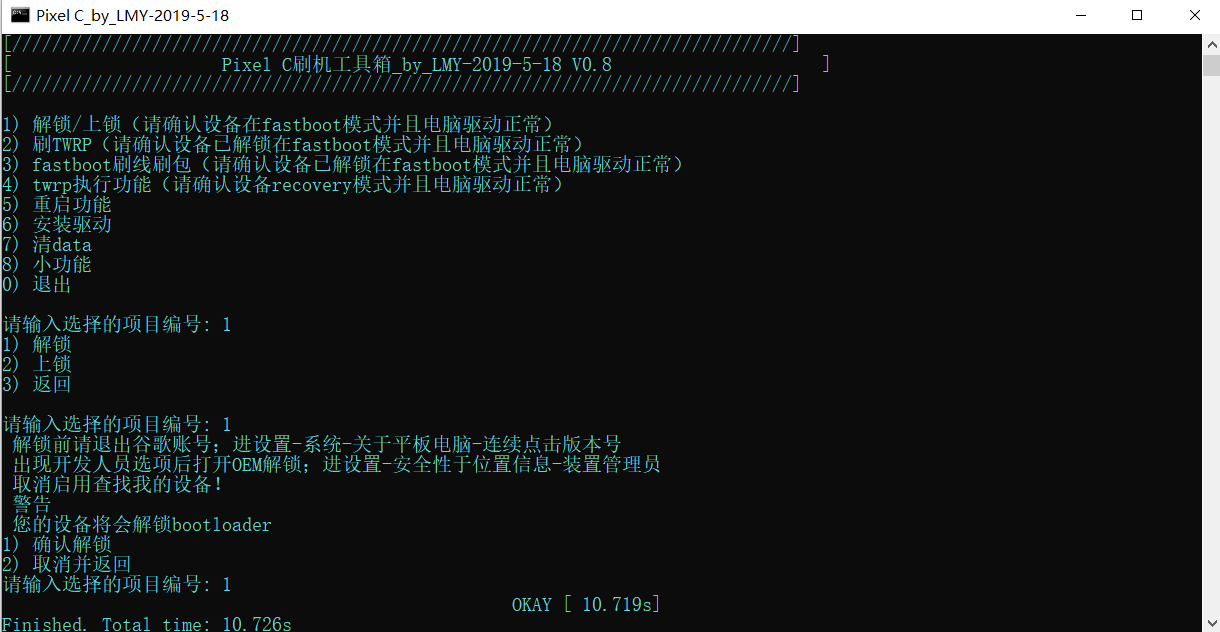 Pixel C_by_LMY-2019-5-18
[//////////////////////////////////////////////////////////////////////////////]
[ Pixel C刷机工具箱_by_LMY-2019-5-18 V0.8 ]
[//////////////////////////////////////////////////////////////////////////////]
1) 解锁/上锁（请确认设备在fastboot模式并且电脑驱动正常）
2) 刷TWRP（请确认设备已解锁在fastboot模式并且电脑驱动正常）
3) fastboot刷线刷包（请确认设备已解锁在fastboot模式并且电脑驱动正常）
4) twrp执行功能（请确认设备recovery模式并且电脑驱动正常）
5) 重启功能
6) 安装驱动
7) 清data
8) 小功能
0) 退出
请输入选择的项目编号: 1
1) 解锁
2) 上锁
3) 返回
请输入选择的项目编号: 1
解锁前请退出谷歌账号；进设置-系统-关于平板电脑-连续点击版本号
出现开发人员选项后打开OEM解锁；进设置-安全性于位置信息-装置管理员
取消启用查找我的设备！
警告
您的设备将会解锁bootloader
1) 确认解锁
2) 取消并返回
请输入选择的项目编号: 1
OKAY [ 10.719s]
Finished. Total time: 10.726s